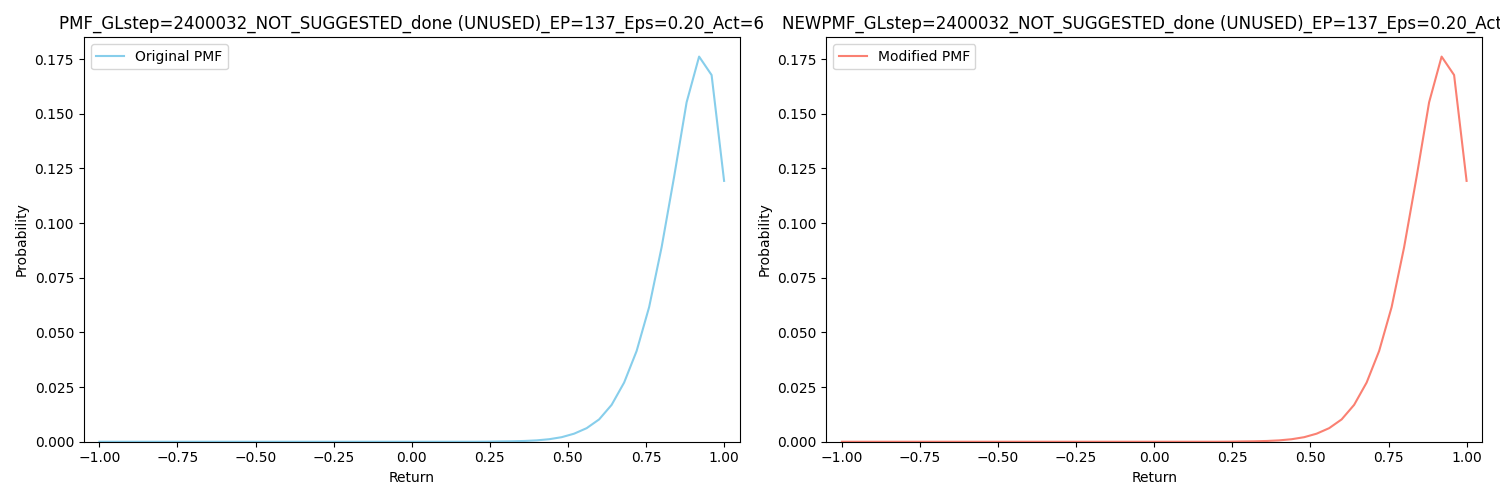 PMF_GLstep=2400032_NOT_SUGGESTED_done (UNUSED)_EP=137_Eps=0.20_Act=6
Original PMF
0.175
0.150
0.125
0.100
0.075
0.050
0.025
0.000
Probability
−1.00 −0.75 −0.50 −0.25 0.00 0.25 0.50 0.75 1.00
Return
NEWPMF_GLstep=2400032_NOT_SUGGESTED_done (UNUSED)_EP=137_Eps=0.20_Act
Modified PMF
0.175
0.150
0.125
0.100
0.075
0.050
0.025
0.000
Probability
−1.00 −0.75 −0.50 −0.25 0.00 0.25 0.50 0.75 1.00
Return